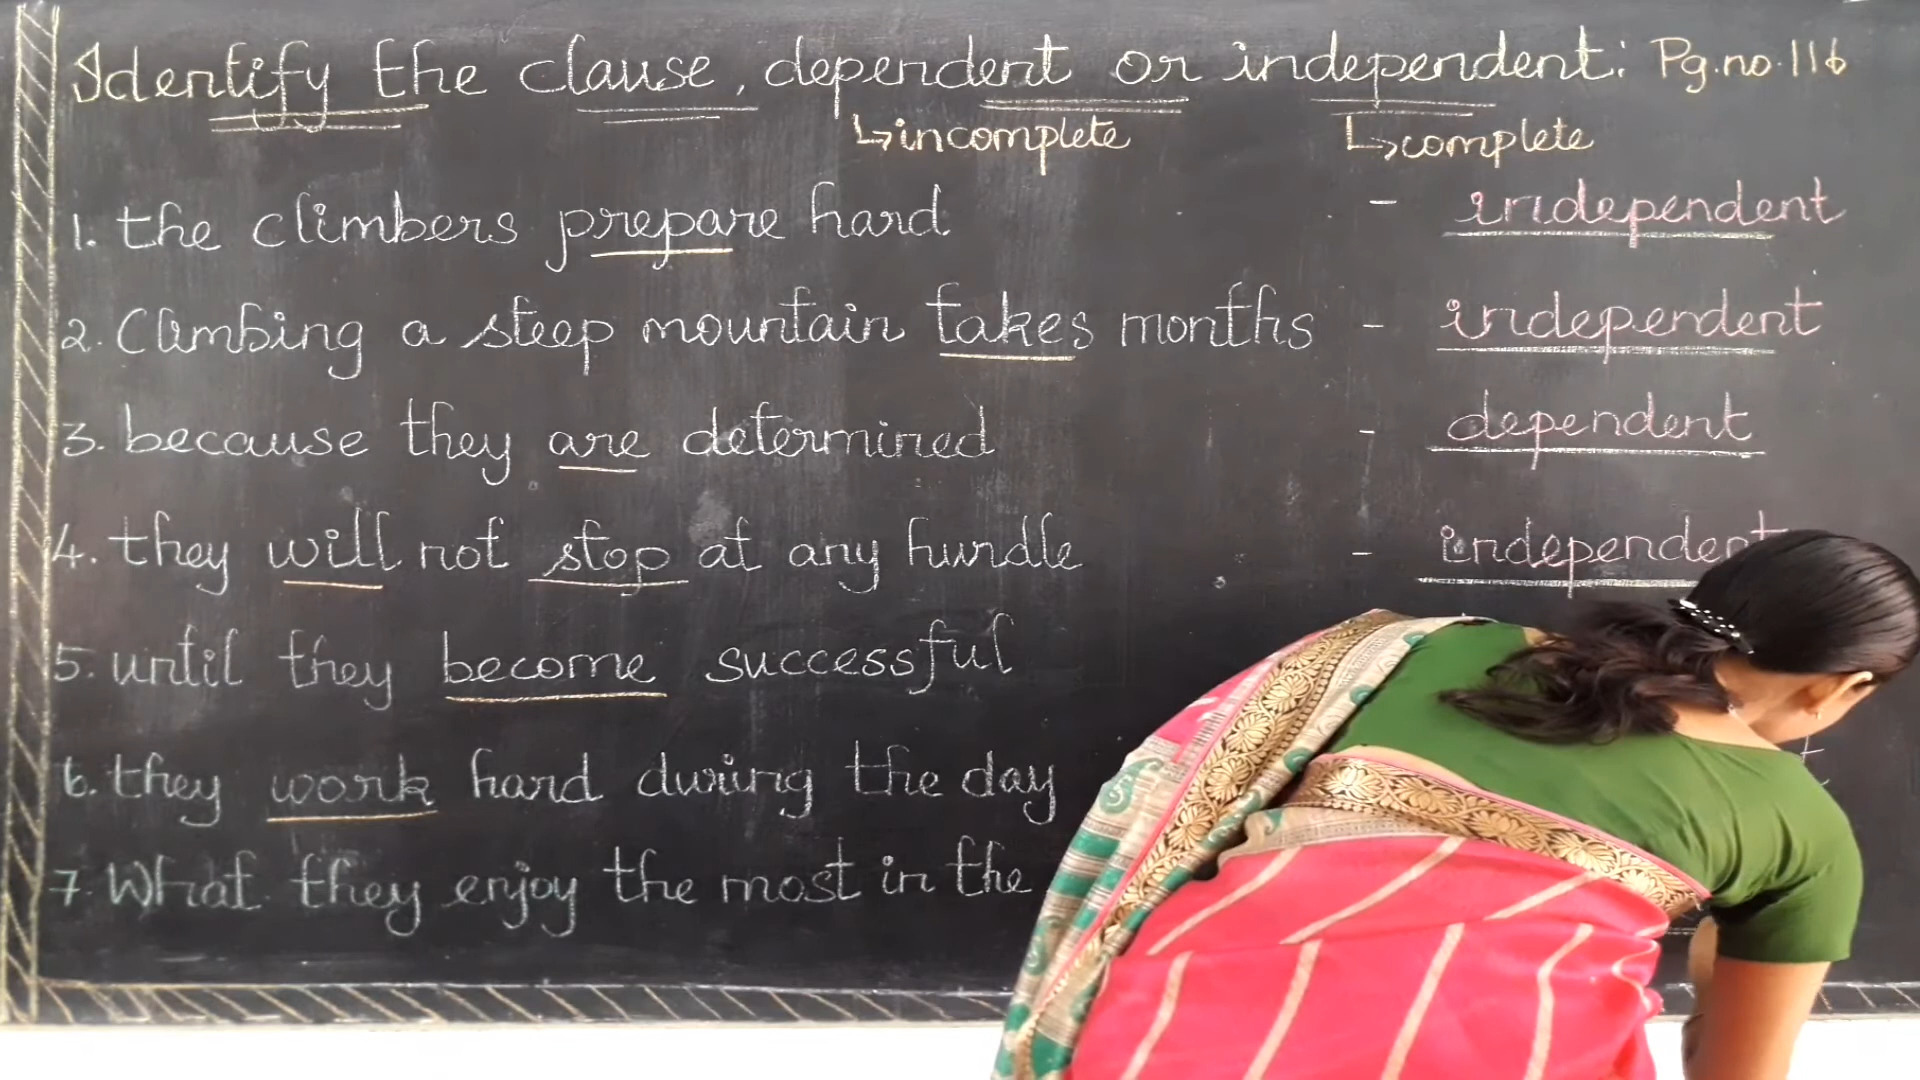 Identify the clause, dependent or independent: Pg.no.116
↳incomplete ↳complete
1. the climbers prepare hard - independent
2. Climbing a steep mountain takes months - independent
3. because they are determined - dependent
4. they will not stop at any hurdle - independent
5. until they become successful
6. they work hard during the day
7. What they enjoy the most in the